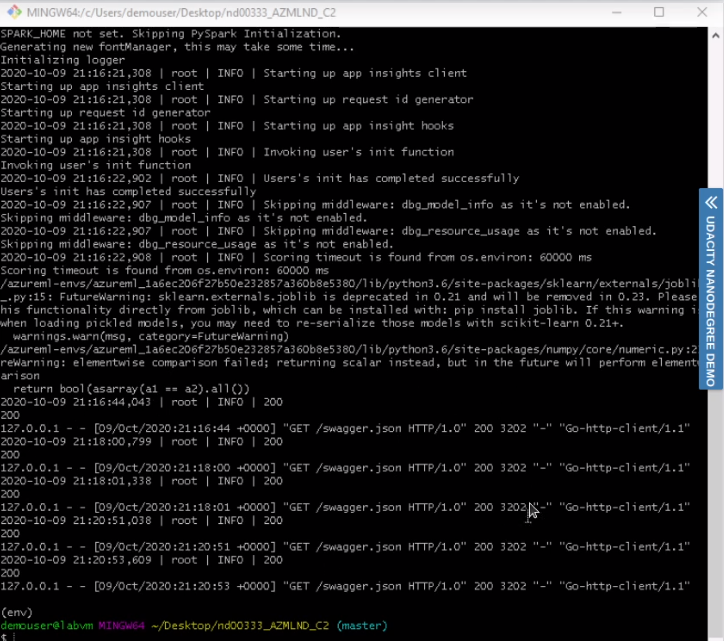 MINGW64:/c/Users/demouser/Desktop/nd00333_AZMLND_C2
SPARK_HOME not set. Skipping PySpark Initialization.
Generating new fontManager, this may take some time...
Initializing logger
2020-10-09 21:16:21,308 | root | INFO | Starting up app insights client
Starting up app insights client
2020-10-09 21:16:21,308 | root | INFO | Starting up request id generator
Starting up request id generator
2020-10-09 21:16:21,308 | root | INFO | Starting up app insight hooks
Starting up app insight hooks
2020-10-09 21:16:21,308 | root | INFO | Invoking user's init function
Invoking user's init function
2020-10-09 21:16:22,902 | root | INFO | Users's init has completed successfully
Users's init has completed successfully
2020-10-09 21:16:22,907 | root | INFO | Skipping middleware: dbg_model_info as it's not enabled.
Skipping middleware: dbg_model_info as it's not enabled.
2020-10-09 21:16:22,907 | root | INFO | Skipping middleware: dbg_resource_usage as it's not enabled.
Skipping middleware: dbg_resource_usage as it's not enabled.
2020-10-09 21:16:22,908 | root | INFO | Scoring timeout is found from os.environ: 60000 ms
Scoring timeout is found from os.environ: 60000 ms
/azureml-envs/azureml_1a6ec206f27b50e232857a360b8e5380/lib/python3.6/site-packages/sklearn/externals/jobli
_.py:15: FutureWarning: sklearn.externals.joblib is deprecated in 0.21 and will be removed in 0.23. Please
his functionality directly from joblib, which can be installed with: pip install joblib. If this warning i
when loading pickled models, you may need to re-serialize those models with scikit-learn 0.21+.
warnings.warn(msg, category=FutureWarning)
/azureml-envs/azureml_1a6ec206f27b50e232857a360b8e5380/lib/python3.6/site-packages/numpy/core/numeric.py:2
reWarning: elementwise comparison failed; returning scalar instead, but in the future will perform element
arison
return bool(asarray(a1 == a2).all())
2020-10-09 21:16:44,043 | root | INFO | 200
200
127.0.0.1 - - [09/Oct/2020:21:16:44 +0000] "GET /swagger.json HTTP/1.0" 200 3202 "-" "Go-http-client/1.1"
2020-10-09 21:18:00,799 | root | INFO | 200
200
127.0.0.1 - - [09/Oct/2020:21:18:00 +0000] "GET /swagger.json HTTP/1.0" 200 3202 "-" "Go-http-client/1.1"
2020-10-09 21:18:01,338 | root | INFO | 200
200
127.0.0.1 - - [09/Oct/2020:21:18:01 +0000] "GET /swagger.json HTTP/1.0" 200 3202 "-" "Go-http-client/1.1"
2020-10-09 21:20:51,038 | root | INFO | 200
200
127.0.0.1 - - [09/Oct/2020:21:20:51 +0000] "GET /swagger.json HTTP/1.0" 200 3202 "-" "Go-http-client/1.1"
2020-10-09 21:20:53,609 | root | INFO | 200
200
127.0.0.1 - - [09/Oct/2020:21:20:53 +0000] "GET /swagger.json HTTP/1.0" 200 3202 "-" "Go-http-client/1.1"
(env)
demouser@labvm MINGW64 ~/Desktop/nd00333_AZMLND_C2 (master)
$
UDACITY NANODEGREE DEMO